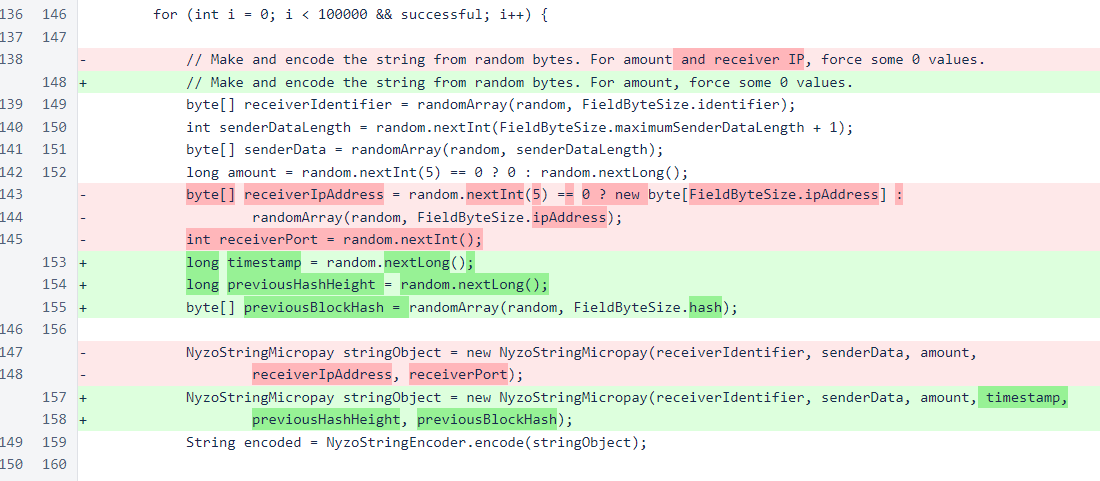 136 146 for (int i = 0; i < 100000 && successful; i++) {
137 147
138 - // Make and encode the string from random bytes. For amount and receiver IP, force some 0 values.
148 + // Make and encode the string from random bytes. For amount, force some 0 values.
139 149 byte[] receiverIdentifier = randomArray(random, FieldByteSize.identifier);
140 150 int senderDataLength = random.nextInt(FieldByteSize.maximumSenderDataLength + 1);
141 151 byte[] senderData = randomArray(random, senderDataLength);
142 152 long amount = random.nextInt(5) == 0 ? 0 : random.nextLong();
143 - byte[] receiverIpAddress = random.nextInt(5) == 0 ? new byte[FieldByteSize.ipAddress] :
144 - randomArray(random, FieldByteSize.ipAddress);
145 - int receiverPort = random.nextInt();
153 + long timestamp = random.nextLong();
154 + long previousHashHeight = random.nextLong();
155 + byte[] previousBlockHash = randomArray(random, FieldByteSize.hash);
146 156
147 - NyzoStringMicropay stringObject = new NyzoStringMicropay(receiverIdentifier, senderData, amount,
148 - receiverIpAddress, receiverPort);
157 + NyzoStringMicropay stringObject = new NyzoStringMicropay(receiverIdentifier, senderData, amount, timestamp,
158 + previousHashHeight, previousBlockHash);
149 159 String encoded = NyzoStringEncoder.encode(stringObject);
150 160